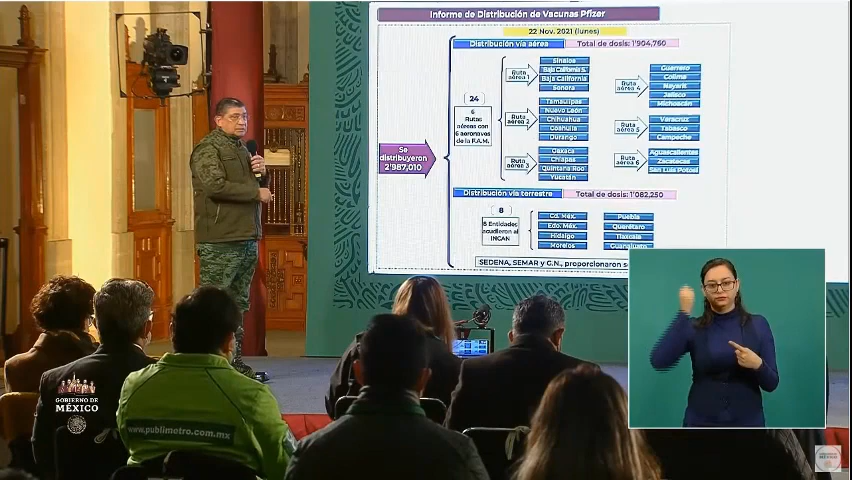 Informe de Distribución de Vacunas Pfizer
22 Nov. 2021 (lunes)
Distribución vía aérea
Total de dosis: 1'904,760
Se distribuyeron 2'987,010
24
6 Rutas aéreas con 6 aeronaves de la F.A.M.
Ruta aérea 1
Sinaloa
Baja California S.
Baja California
Sonora
Ruta aérea 2
Tamaulipas
Nuevo León
Chihuahua
Coahuila
Durango
Ruta aérea 3
Oaxaca
Chiapas
Quintana Roo
Yucatán
Ruta aérea 4
Guerrero
Colima
Nayarit
Jalisco
Michoacán
Ruta aérea 5
Veracruz
Tabasco
Campeche
Ruta aérea 6
Aguascalientes
Zacatecas
San Luis Potosí
Distribución vía terrestre
Total de dosis: 1'082,250
8
8 Entidades acudieron al INCAN
Cd. Méx.
Edo. Méx.
Hidalgo
Morelos
Puebla
Querétaro
Tlaxcala
Guanajuato
SEDENA, SEMAR y G.N., proporcionaron
www.publimetro.com.mx
GOBIERNO DE
MÉXICO